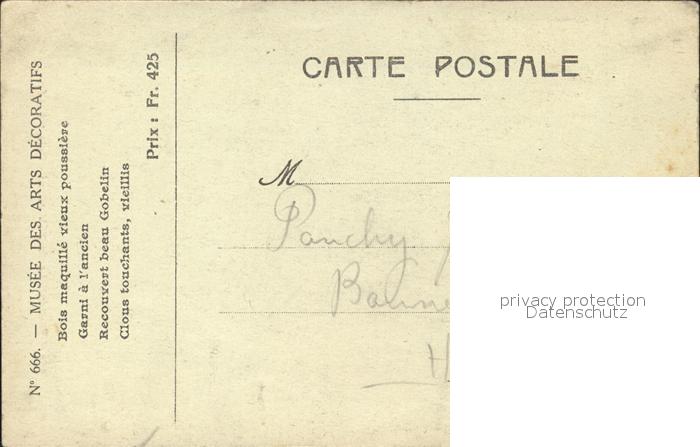 N° 666. — MUSÉE DES ARTS DÉCORATIFS
Bois maquillé vieux poussière
Garni à l'ancien
Recouvert beau Gobelin
Clous touchants, vieillis
Prix : Fr. 425
CARTE POSTALE
M
privacy protection
Datenschutz